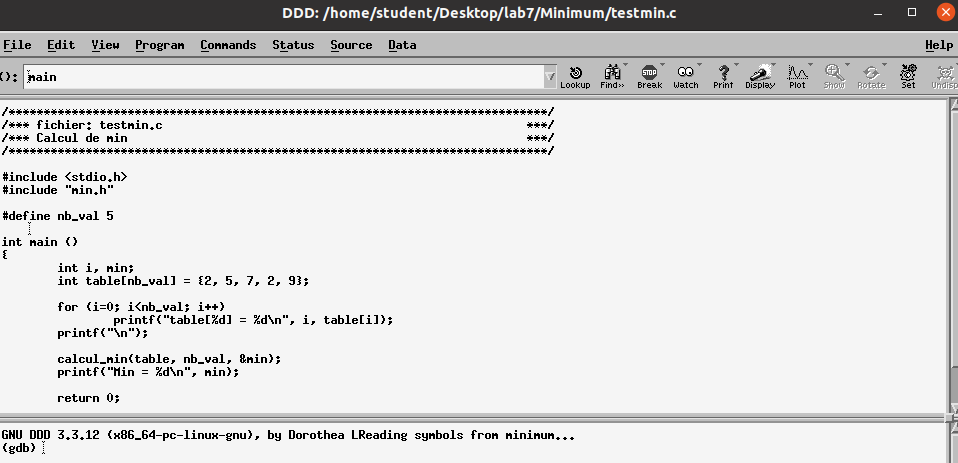 DDD: /home/student/Desktop/lab7/Minimum/testmin.c
File Edit View Program Commands Status Source Data Help
(): main
Lookup Find>> Break Watch Print Display Plot Show Rotate Set Undisp
/*****************************************************************************/
/*** fichier: testmin.c ***/
/*** Calcul de min ***/
/*****************************************************************************/
#include <stdio.h>
#include "min.h"
#define nb_val 5
int main ()
{
int i, min;
int table[nb_val] = {2, 5, 7, 2, 9};
for (i=0; i<nb_val; i++)
printf("table[%d] = %d\n", i, table[i]);
printf("\n");
calcul_min(table, nb_val, &min);
printf("Min = %d\n", min);
return 0;
GNU DDD 3.3.12 (x86_64-pc-linux-gnu), by Dorothea LReading symbols from minimum...
(gdb)